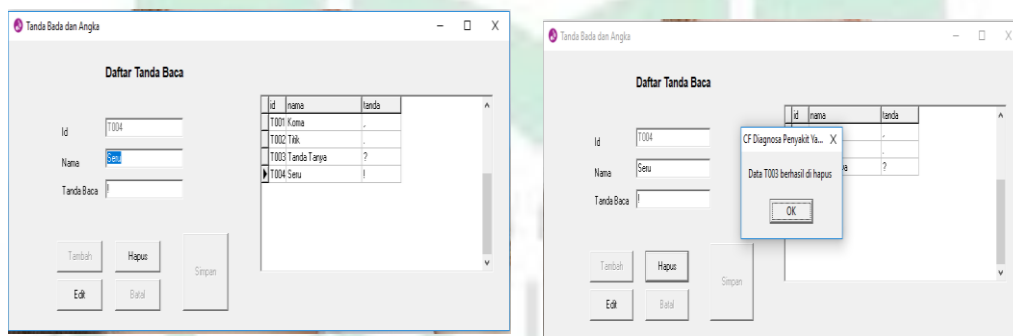 Tanda Bada dan Angka
Daftar Tanda Baca
Id T004
Nama Seru
Tanda Baca !
id nama tanda
T001 Koma ,
T002 Titik .
T003 Tanda Tanya ?
T004 Seru !
Tambah Hapus Simpan
Edit Batal
Tanda Bada dan Angka
Daftar Tanda Baca
Id T004
Nama Seru
Tanda Baca !
id nama tanda
,
.
?
CF Diagnosa Penyakit Ya... X
Data T003 berhasil di hapus
OK
Tambah Hapus Simpan
Edit Batal